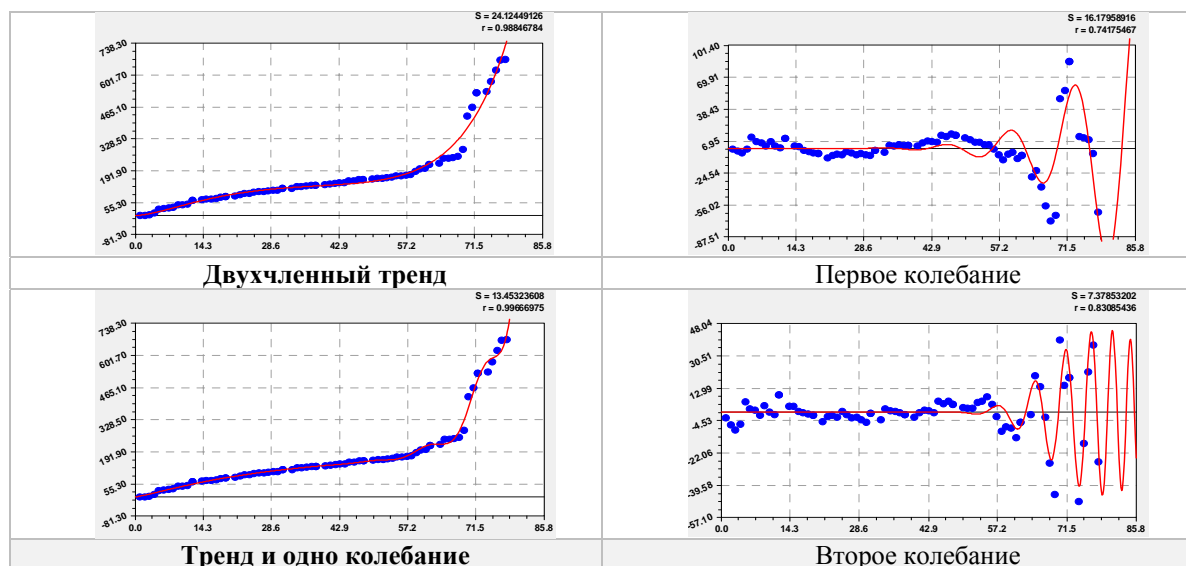 S = 24.12449126
r = 0.98846784
738.30
601.70
465.10
328.50
191.90
55.30
-81.30
0.0 14.3 28.6 42.9 57.2 71.5 85.8
Двухчленный тренд
S = 16.17958916
r = 0.74175467
101.40
69.91
38.43
6.95
-24.54
-56.02
-87.51
0.0 14.3 28.6 42.9 57.2 71.5 85.8
Первое колебание
S = 13.45323608
r = 0.99666975
738.30
601.70
465.10
328.50
191.90
55.30
-81.30
0.0 14.3 28.6 42.9 57.2 71.5 85.8
Тренд и одно колебание
S = 7.37853202
r = 0.83085436
48.04
30.51
12.99
-4.53
-22.06
-39.58
-57.10
0.0 14.3 28.6 42.9 57.2 71.5 85.8
Второе колебание